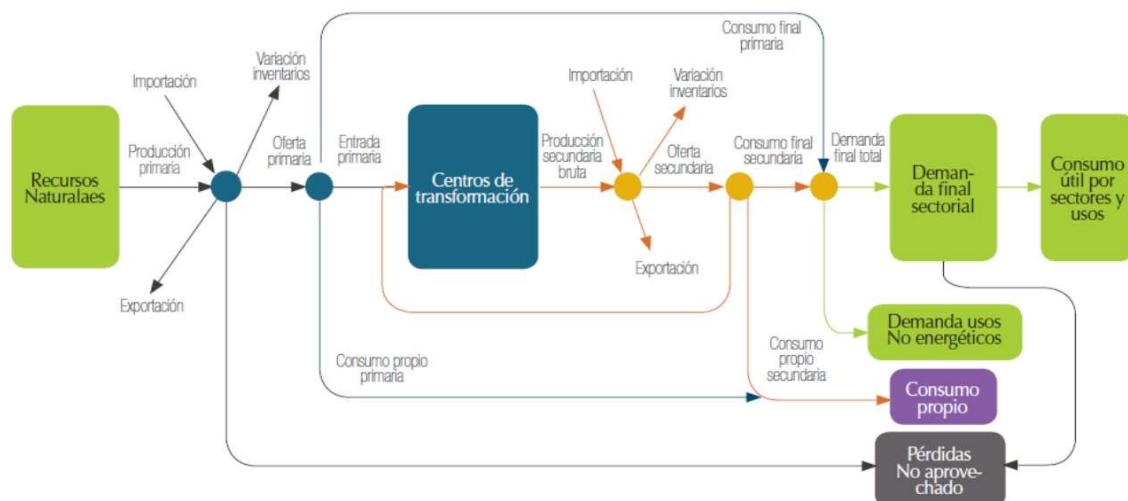 Consumo final
primaria
Variación
inventarios
Importación
Importación
Variación
inventarios
Recursos
Naturalaes
Producción
primaria
Oferta
primaria
Entrada
primaria
Centros de
transformación
Producción
secundaria
bruta
Oferta
secundaria
Consumo final
secundaria
Demanda
final total
Deman-
da final
sectorial
Consumo
útil por
sectores y
usos
Exportación
Exportación
Demanda usos
No energéticos
Consumo propio
primaria
Consumo
propio
secundaria
Consumo
propio
Pérdidas
No aprove-
chado